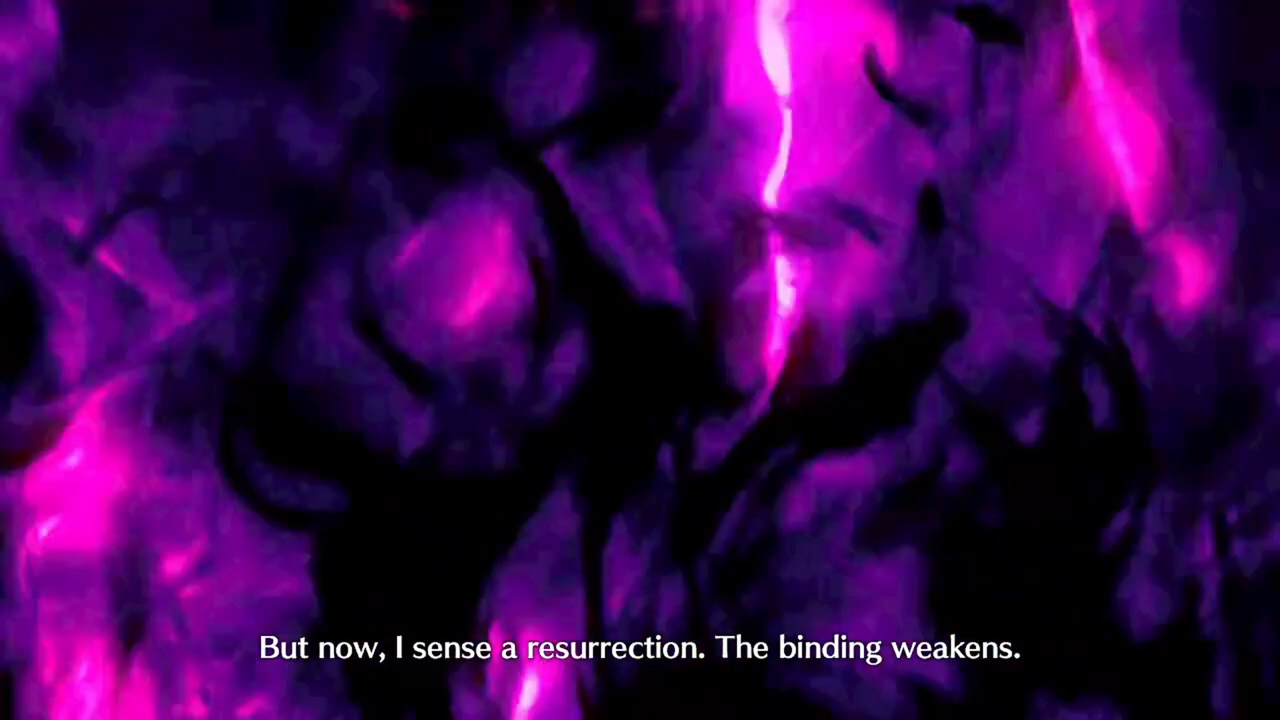 But now, I sense a resurrection. The binding weakens.